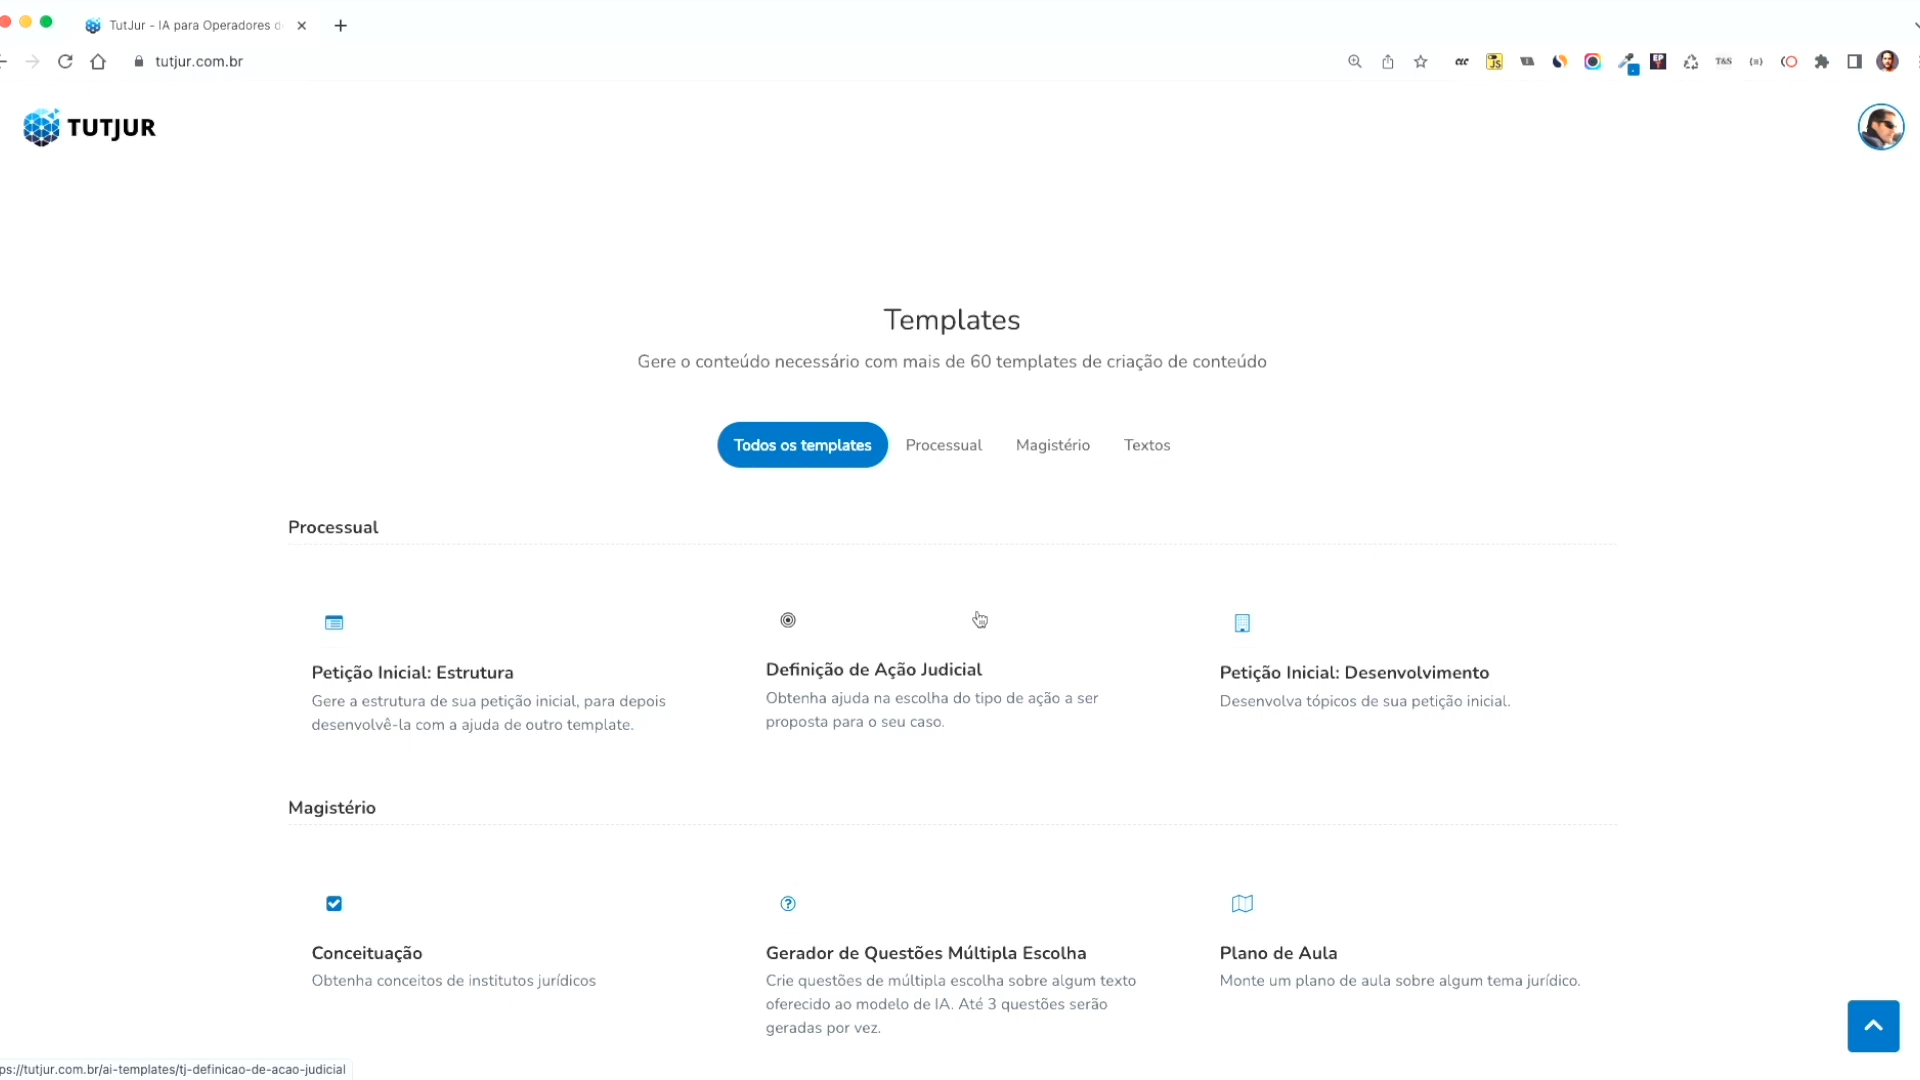 TutJur - IA para Operadores d
tutjur.com.br
CLC
JS
EP
T&S
TUTJUR
Templates
Gere o conteúdo necessário com mais de 60 templates de criação de conteúdo
Todos os templates
Processual
Magistério
Textos
Processual
Petição Inicial: Estrutura
Gere a estrutura de sua petição inicial, para depois
desenvolvê-la com a ajuda de outro template.
Definição de Ação Judicial
Obtenha ajuda na escolha do tipo de ação a ser
proposta para o seu caso.
Petição Inicial: Desenvolvimento
Desenvolva tópicos de sua petição inicial.
Magistério
Conceituação
Obtenha conceitos de institutos jurídicos
Gerador de Questões Múltipla Escolha
Crie questões de múltipla escolha sobre algum texto
oferecido ao modelo de IA. Até 3 questões serão
geradas por vez.
Plano de Aula
Monte um plano de aula sobre algum tema jurídico.
ps://tutjur.com.br/ai-templates/tj-definicao-de-acao-judicial